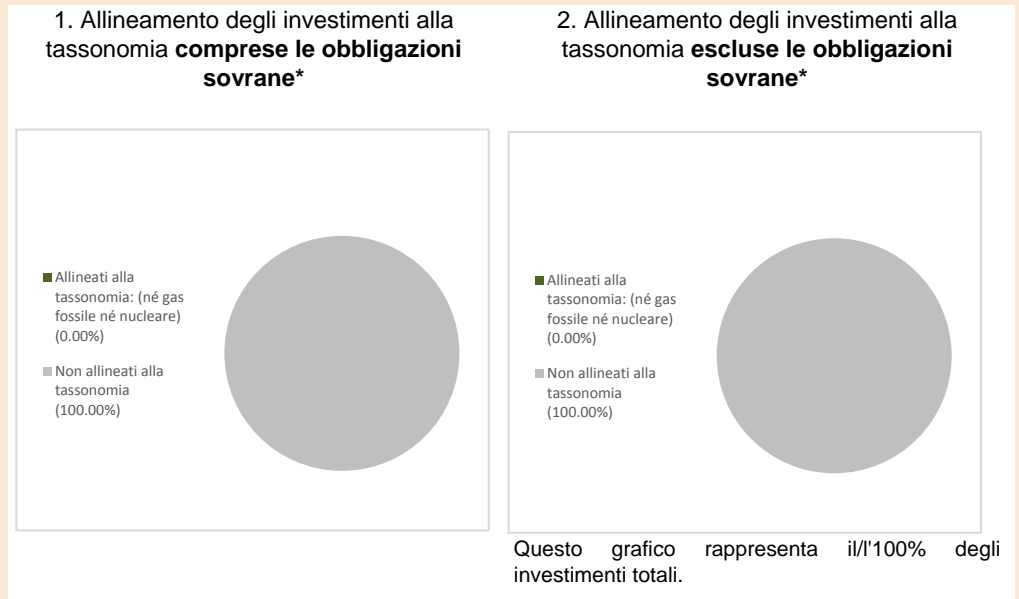 1. Allineamento degli investimenti alla
tassonomia comprese le obbligazioni
sovrane*
Allineati alla
tassonomia: (né gas
fossile né nucleare)
(0.00%)
Non allineati alla
tassonomia
(100.00%)
2. Allineamento degli investimenti alla
tassonomia escluse le obbligazioni
sovrane*
Allineati alla
tassonomia: (né gas
fossile né nucleare)
(0.00%)
Non allineati alla
tassonomia
(100.00%)
Questo grafico rappresenta il/l'100% degli
investimenti totali.